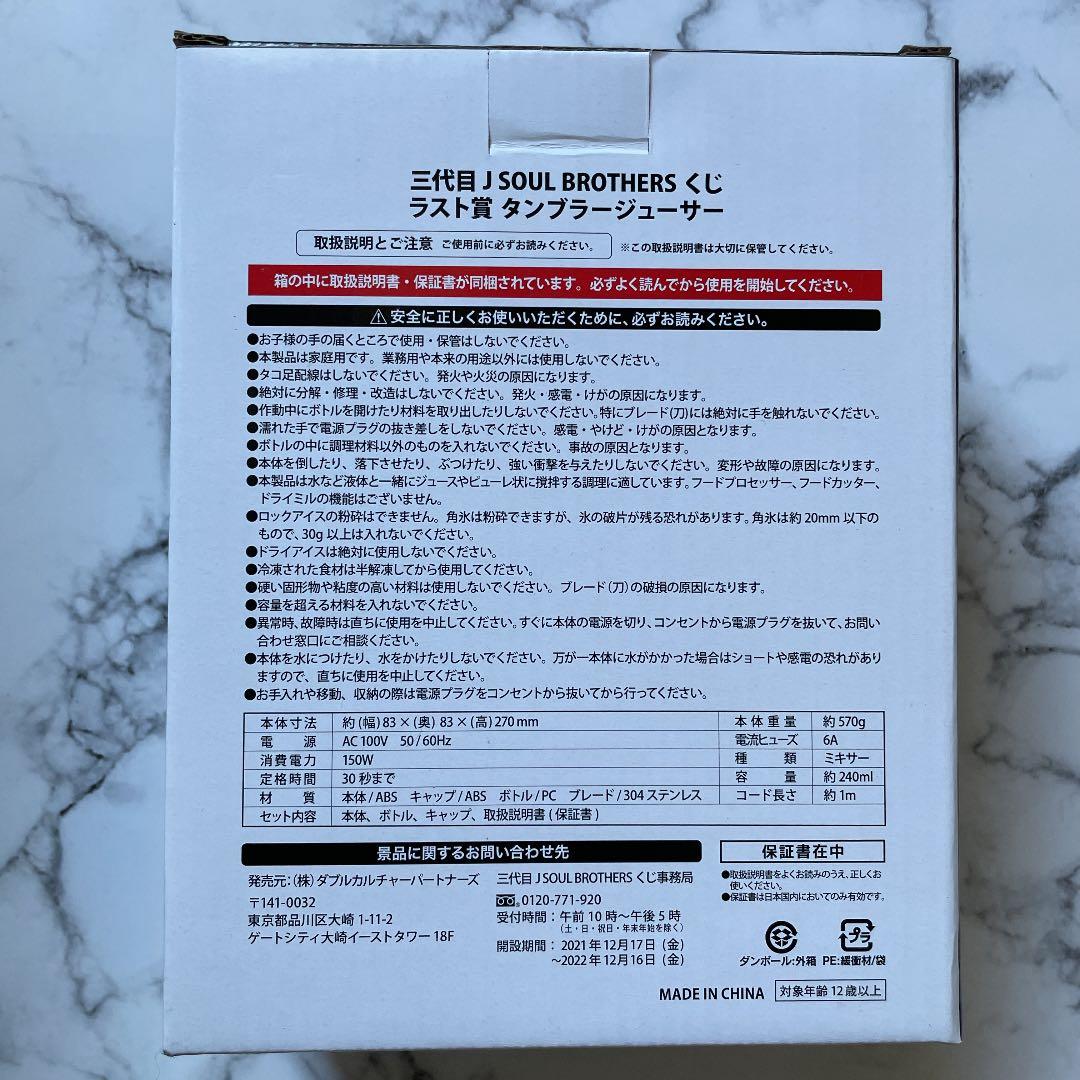 三代目 J SOUL BROTHERS くじ
ラスト賞 タンブラージューサー
取扱説明とご注意 ご使用前に必ずお読みください。 ※この取扱説明書は大切に保管してください。
箱の中に取扱説明書・保証書が同梱されています。必ずよく読んでから使用を開始してください。
⚠安全に正しくお使いいただくために、必ずお読みください。
●お子様の手の届くところで使用・保管はしないでください。
●本製品は家庭用です。業務用や本来の用途以外には使用しないでください。
●タコ足配線はしないでください。発火や火災の原因になります。
●絶対に分解・修理・改造はしないでください。発火・感電・けがの原因になります。
●作動中にボトルを開けたり材料を取り出したりしないでください。特にブレード(刀)には絶対に手を触れないでください。
●濡れた手で電源プラグの抜き差しをしないでください。感電・やけど・けがの原因となります。
●ボトルの中に調理材料以外のものを入れないでください。事故の原因となります。
●本体を倒したり、落下させたり、ぶつけたり、強い衝撃を与えたりしないでください。変形や故障の原因になります。
●本製品は水など液体と一緒にジュースやピューレ状に撹拌する調理に適しています。フードプロセッサー、フードカッター、
ドライミルの機能はございません。
●ロックアイスの粉砕はできません。角氷は粉砕できますが、氷の破片が残る恐れがあります。角氷は約20mm以下の
もので、30g以上は入れないでください。
●ドライアイスは絶対に使用しないでください。
●冷凍された食材は半解凍してから使用してください。
●硬い固形物や粘度の高い材料は使用しないでください。ブレード(刀)の破損の原因になります。
●容量を超える材料を入れないでください。
●異常時、故障時は直ちに使用を中止してください。すぐに本体の電源を切り、コンセントから電源プラグを抜いて、お問い
合わせ窓口にご相談ください。
●本体を水につけたり、水をかけたりしないでください。万が一本体に水がかかった場合はショートや感電の恐れがあり
ますので、直ちに使用を中止してください。
●お手入れや移動、収納の際は電源プラグをコンセントから抜いてから行ってください。
本体寸法 約(幅)83×(奥)83×(高)270mm 本体重量 約570g
電源 AC100V 50/60Hz 電流ヒューズ 6A
消費電力 150W 種類 ミキサー
定格時間 30秒まで 容量 約240ml
材質 本体/ABS キャップ/ABS ボトル/PC ブレード/304ステンレス コード長さ 約1m
セット内容 本体、ボトル、キャップ、取扱説明書(保証書)
景品に関するお問い合わせ先
発売元:(株)ダブルカルチャーパートナーズ
〒141-0032
東京都品川区大崎1-11-2
ゲートシティ大崎イーストタワー18F
三代目 J SOUL BROTHERS くじ事務局
0120-771-920
受付時間:午前10時〜午後5時
(土・日・祝日・年末年始を除く)
開設期間:2021年12月17日(金)
〜2022年12月16日(金)
保証書在中
●取扱説明書をよくお読みのうえ、正しくお
使いください。
●保証書は日本国内においてのみ有効です。
プラ
ダンボール:外箱 PE:緩衝材/袋
MADE IN CHINA 対象年齢12歳以上